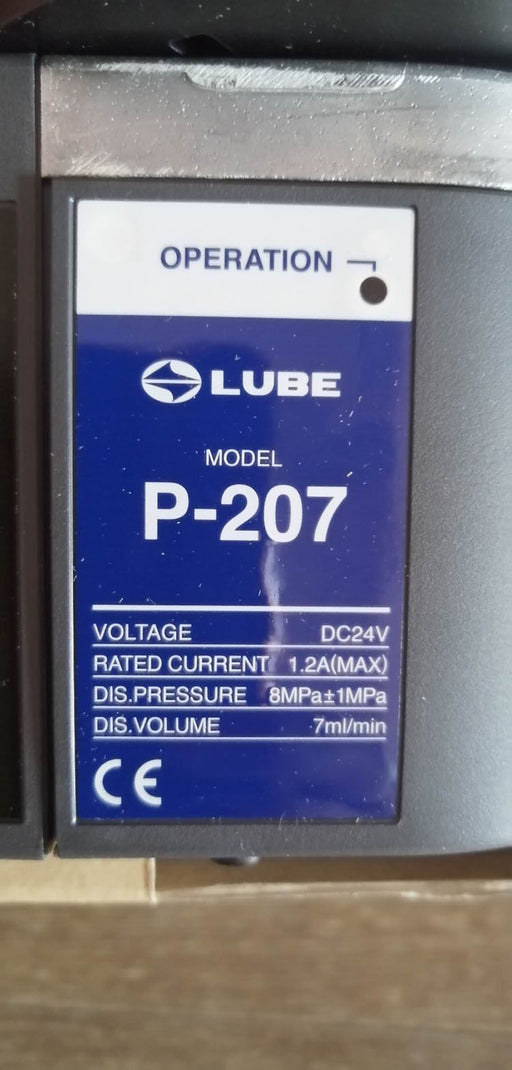 OPERATION
LUBE
MODEL
P-207
VOLTAGE DC24V
RATED CURRENT 1.2A(MAX)
DIS.PRESSURE 8MPa±1MPa
DIS.VOLUME 7ml/min
CE